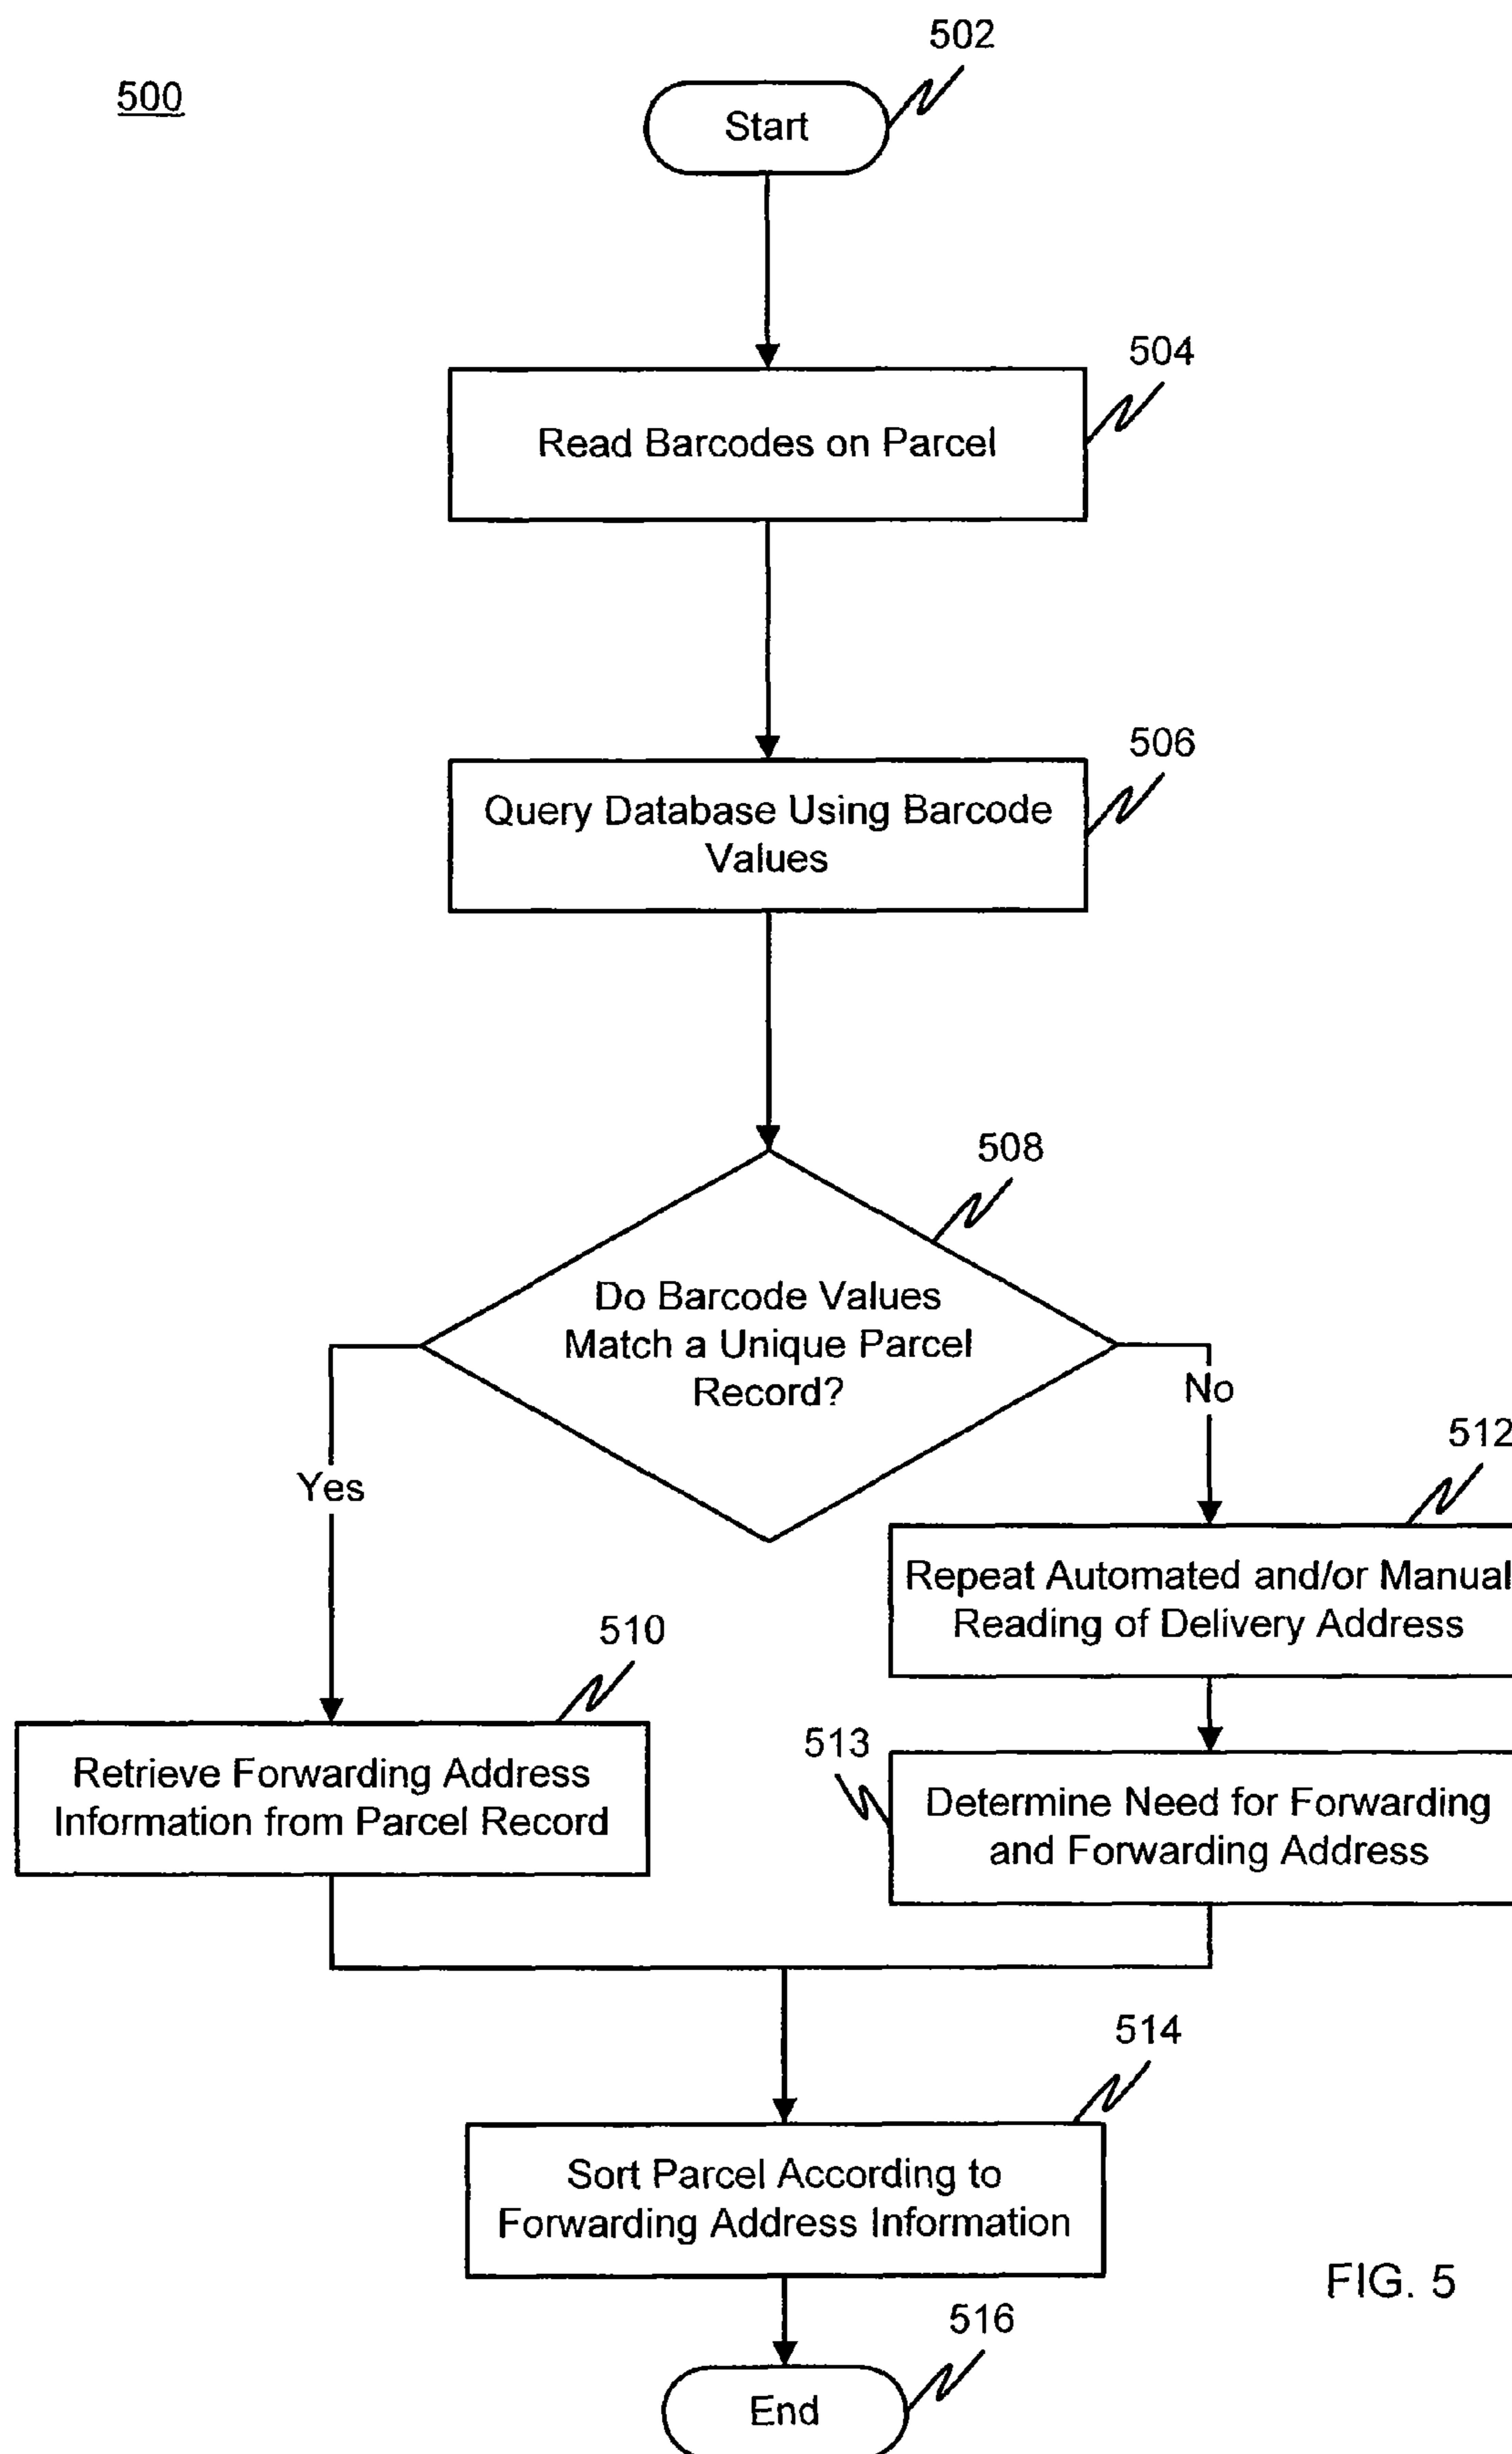 500
502
Start
504
Read Barcodes on Parcel
506
Query Database Using Barcode
Values
508
Do Barcode Values
Match a Unique Parcel
Record?
Yes
No
512
Repeat Automated and/or Manual
Reading of Delivery Address
510
Retrieve Forwarding Address
Information from Parcel Record
513
Determine Need for Forwarding
and Forwarding Address
514
Sort Parcel According to
Forwarding Address Information
FIG. 5
516
End